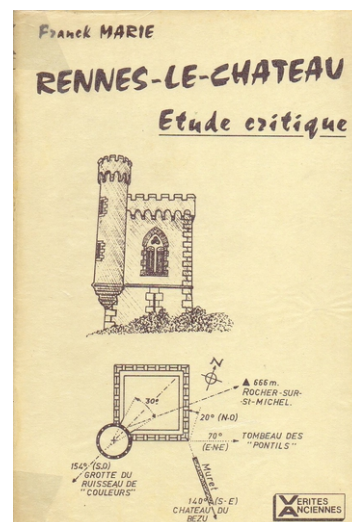 Franck MARIE
RENNES-LE-CHATEAU
Etude critique
N
30°
▲ 666 m.
ROCHER-SUR-
ST-MICHEL.
20° (N-O)
70°
(E-N-E)
TOMBEAU DES
"PONTILS"
154° (S.O)
GROTTE DU
RUISSEAU DE
"COULEURS"
Muret
140° (S-E)
CHATEAU DU
BEZU
VERITES
ANCIENNES